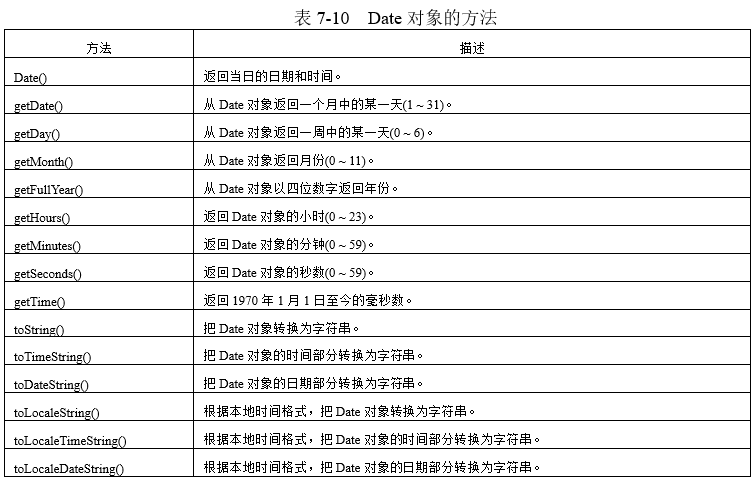 表 7-10 Date 对象的方法
方法 描述
Date() 返回当日的日期和时间。
getDate() 从 Date 对象返回一个月中的某一天(1 ~ 31)。
getDay() 从 Date 对象返回一周中的某一天(0 ~ 6)。
getMonth() 从 Date 对象返回月份(0 ~ 11)。
getFullYear() 从 Date 对象以四位数字返回年份。
getHours() 返回 Date 对象的小时(0 ~ 23)。
getMinutes() 返回 Date 对象的分钟(0 ~ 59)。
getSeconds() 返回 Date 对象的秒数(0 ~ 59)。
getTime() 返回 1970 年 1 月 1 日至今的毫秒数。
toString() 把 Date 对象转换为字符串。
toTimeString() 把 Date 对象的时间部分转换为字符串。
toDateString() 把 Date 对象的日期部分转换为字符串。
toLocaleString() 根据本地时间格式，把 Date 对象转换为字符串。
toLocaleTimeString() 根据本地时间格式，把 Date 对象的时间部分转换为字符串。
toLocaleDateString() 根据本地时间格式，把 Date 对象的日期部分转换为字符串。